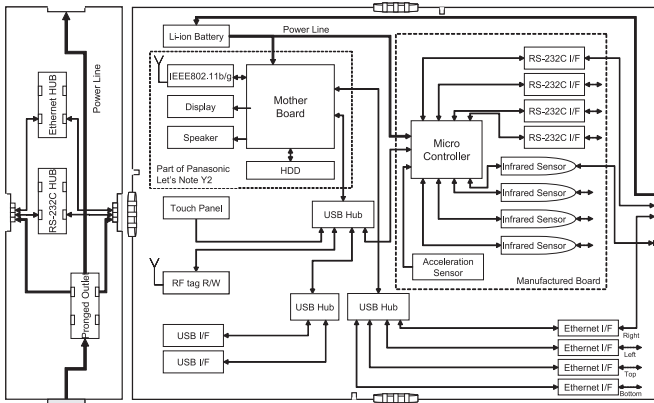 Power Line
Ethernet HUB
RS-232C HUB
Pronged Outlet
Li-ion Battery
Power Line
IEEE802.11b/g
Display
Speaker
Mother
Board
HDD
Part of Panasonic
Let's Note Y2
Touch Panel
RF tag R/W
USB Hub
USB Hub
USB Hub
USB I/F
USB I/F
Micro
Controller
RS-232C I/F
RS-232C I/F
RS-232C I/F
RS-232C I/F
Infrared Sensor
Infrared Sensor
Infrared Sensor
Infrared Sensor
Acceleration
Sensor
Manufactured Board
Ethernet I/F
Right
Ethernet I/F
Left
Ethernet I/F
Top
Ethernet I/F
Bottom